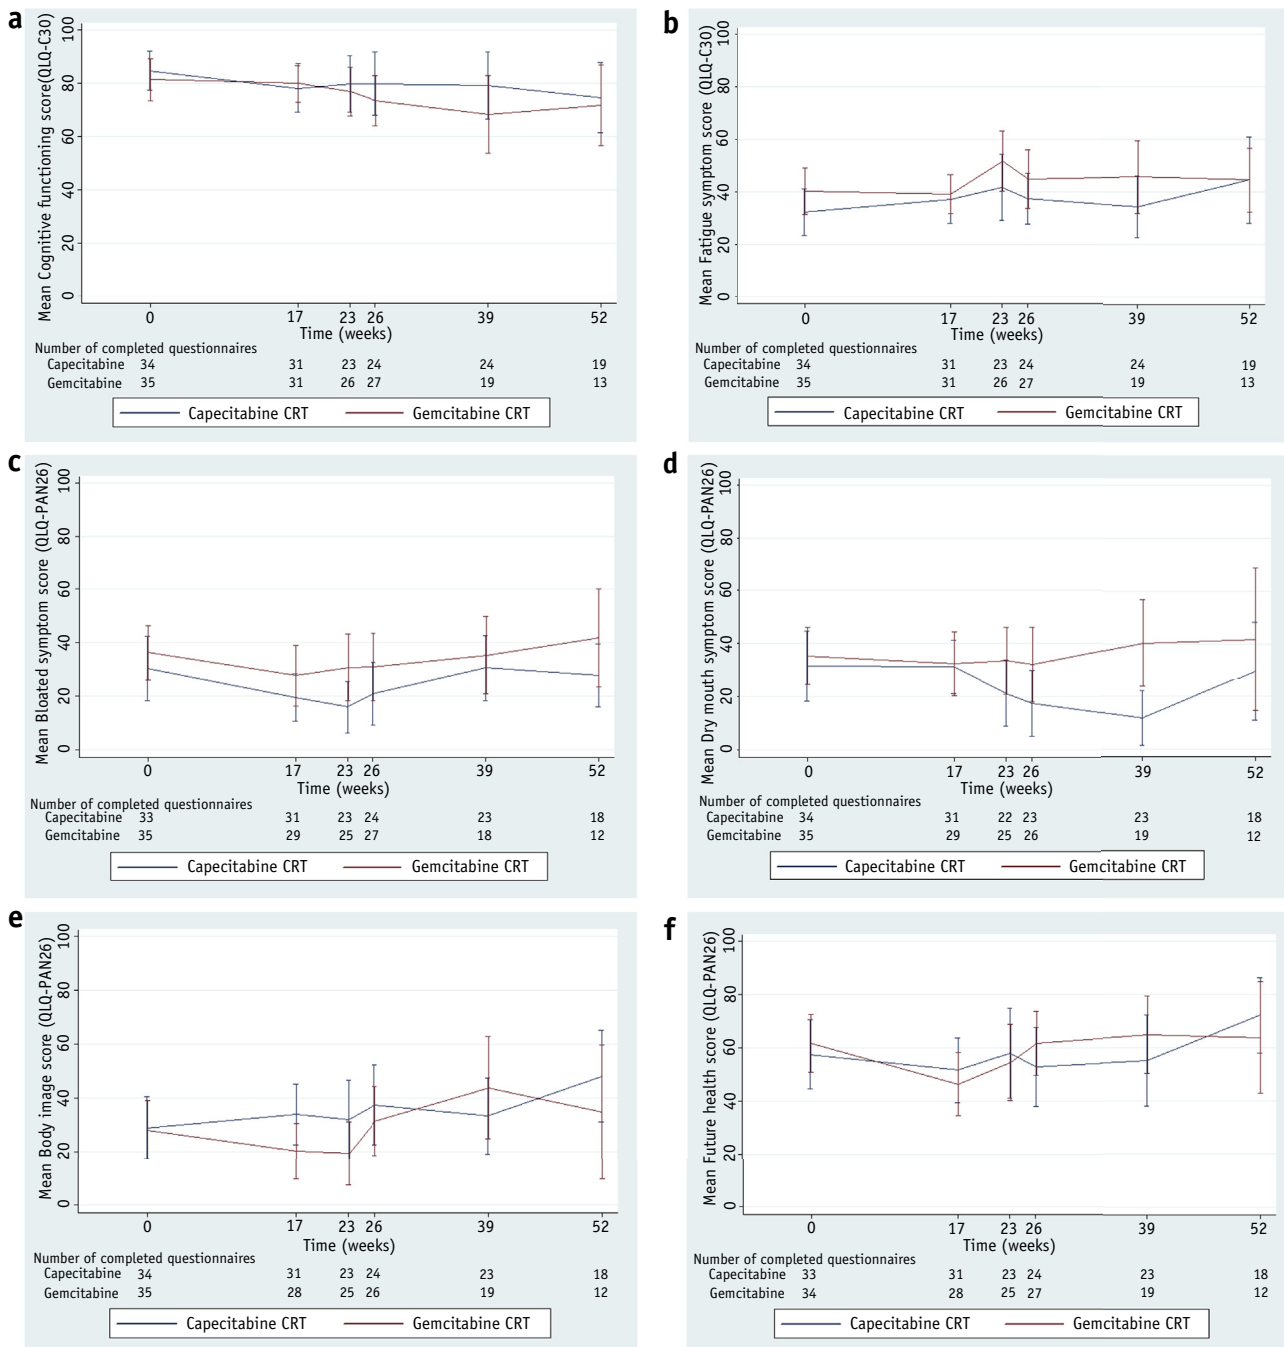 a
Mean Cognitive functioning score(QLQ-C30)
100
80
60
40
20
0
0 17 23 26 39 52
Time (weeks)
Number of completed questionnaires
Capecitabine 34 31 23 24 24 19
Gemcitabine 35 31 26 27 19 13
Capecitabine CRT Gemcitabine CRT
b
Mean Fatigue symptom score (QLQ-C30)
100
80
60
40
20
0
0 17 23 26 39 52
Time (weeks)
Number of completed questionnaires
Capecitabine 34 31 23 24 24 19
Gemcitabine 35 31 26 27 19 13
Capecitabine CRT Gemcitabine CRT
c
Mean Bloated symptom score (QLQ-PAN26)
100
80
60
40
20
0
0 17 23 26 39 52
Time (weeks)
Number of completed questionnaires
Capecitabine 33 31 23 24 23 18
Gemcitabine 35 29 25 27 18 12
Capecitabine CRT Gemcitabine CRT
d
Mean Dry mouth symptom score (QLQ-PAN26)
100
80
60
40
20
0
0 17 23 26 39 52
Time (weeks)
Number of completed questionnaires
Capecitabine 34 31 22 23 23 18
Gemcitabine 35 29 25 26 19 12
Capecitabine CRT Gemcitabine CRT
e
Mean Body image score (QLQ-PAN26)
100
80
60
40
20
0
0 17 23 26 39 52
Time (weeks)
Number of completed questionnaires
Capecitabine 34 31 23 24 23 18
Gemcitabine 35 28 25 26 19 12
Capecitabine CRT Gemcitabine CRT
f
Mean Future health score (QLQ-PAN26)
100
80
60
40
20
0
0 17 23 26 39 52
Time (weeks)
Number of completed questionnaires
Capecitabine 33 31 23 24 23 18
Gemcitabine 34 28 25 27 19 12
Capecitabine CRT Gemcitabine CRT